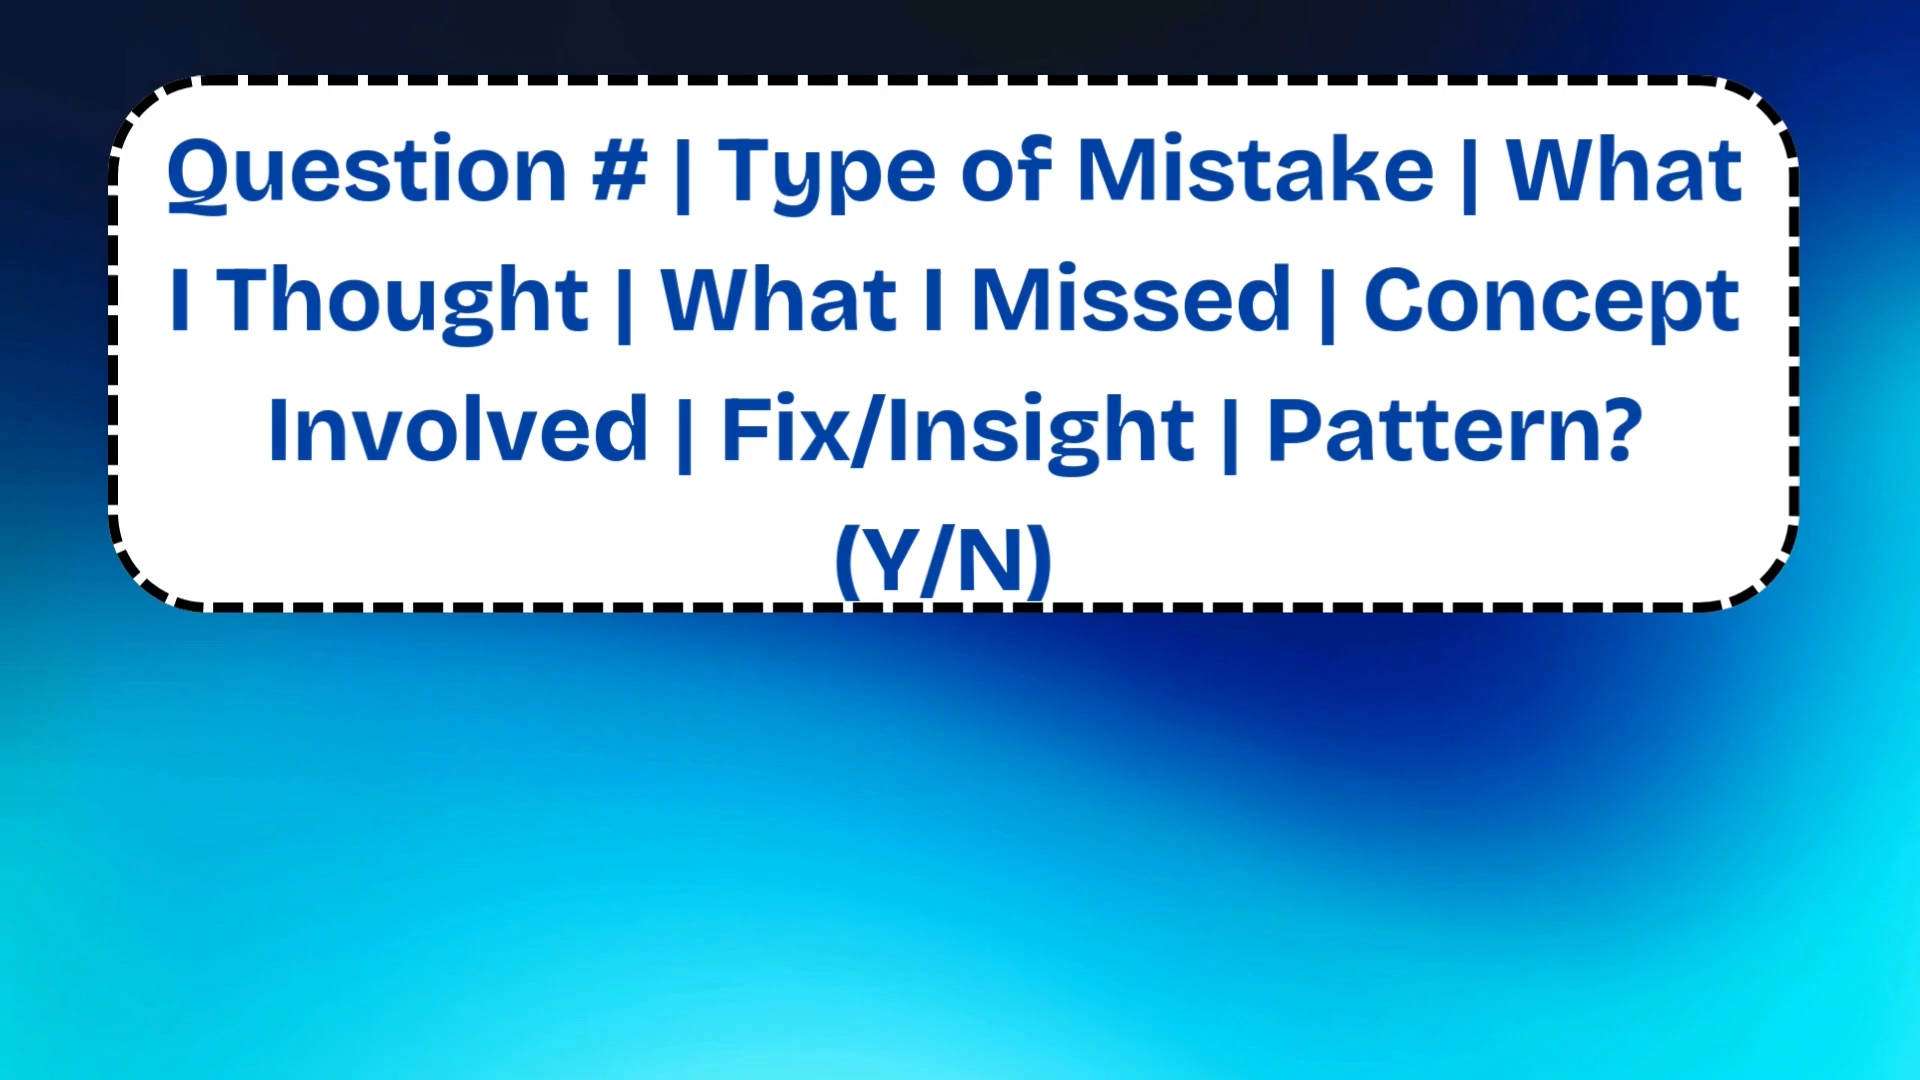 Question # | Type of Mistake | What
I Thought | What I Missed | Concept
Involved | Fix/Insight | Pattern?
(Y/N)